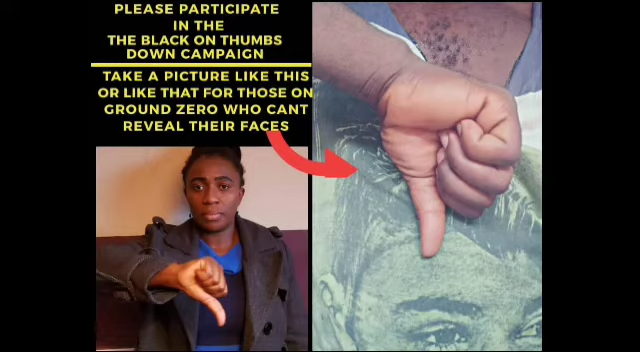 PLEASE PARTICIPATE
IN THE
THE BLACK ON THUMBS
DOWN CAMPAIGN
TAKE A PICTURE LIKE THIS
OR LIKE THAT FOR THOSE ON
GROUND ZERO WHO CANT
REVEAL THEIR FACES